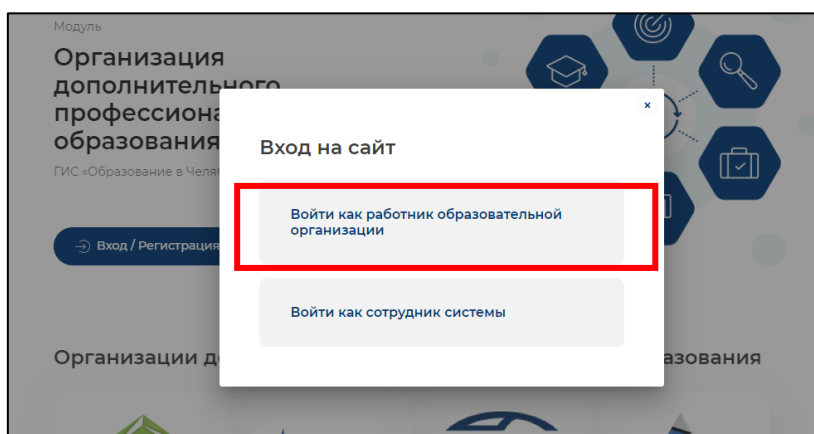 Модуль
Организация
дополнительного
профессиона
образования
ГИС «Образование в Челя
Вход / Регистрация
Вход на сайт
Войти как работник образовательной
организации
Войти как сотрудник системы
Организации д
азования